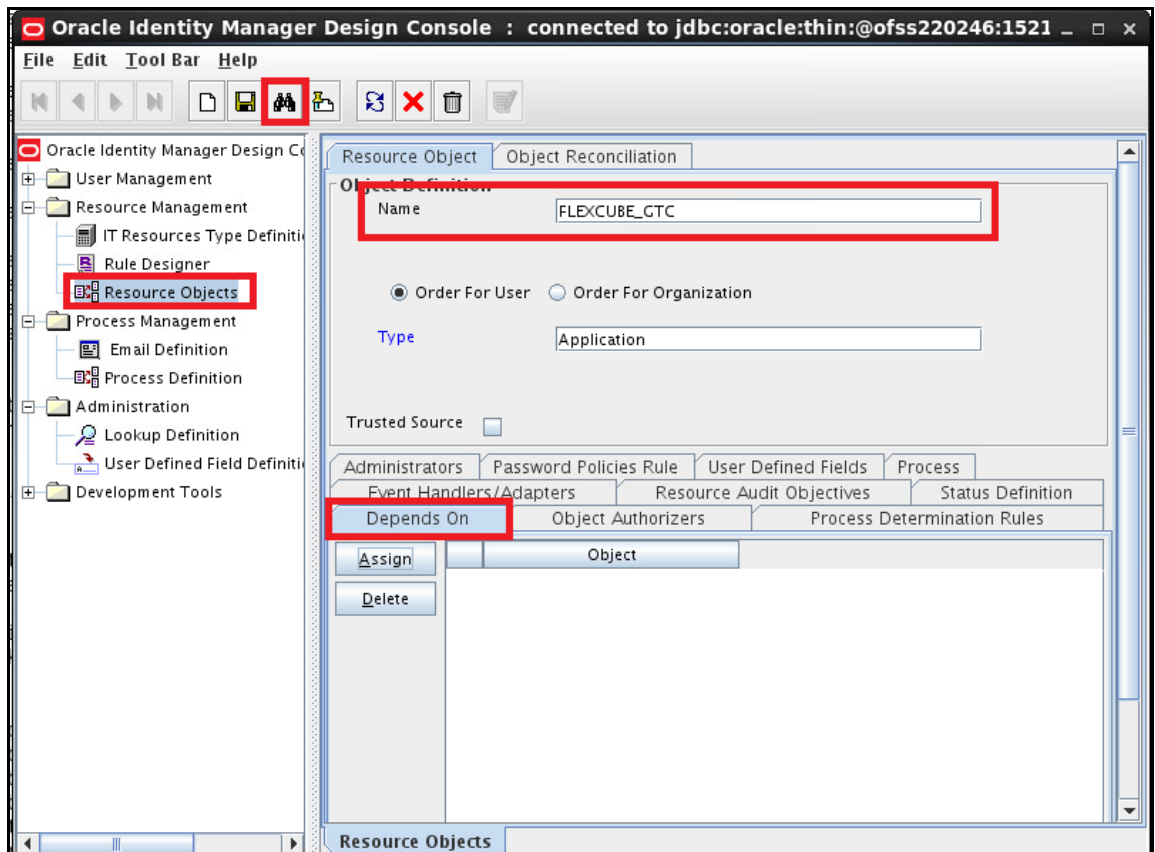 Oracle Identity Manager Design Console : connected to jdbc:oracle:thin:@ofss220246:1521
File Edit Tool Bar Help
Oracle Identity Manager Design Co
User Management
Resource Management
IT Resources Type Definiti
Rule Designer
Resource Objects
Process Management
Email Definition
Process Definition
Administration
Lookup Definition
User Defined Field Definiti
Development Tools
Resource Object Object Reconciliation
Object Definition
Name FLEXCUBE_GTC
Order For User Order For Organization
Type Application
Trusted Source
Administrators Password Policies Rule User Defined Fields Process
Event Handlers/Adapters Resource Audit Objectives Status Definition
Depends On Object Authorizers Process Determination Rules
Assign Object
Delete
Resource Objects